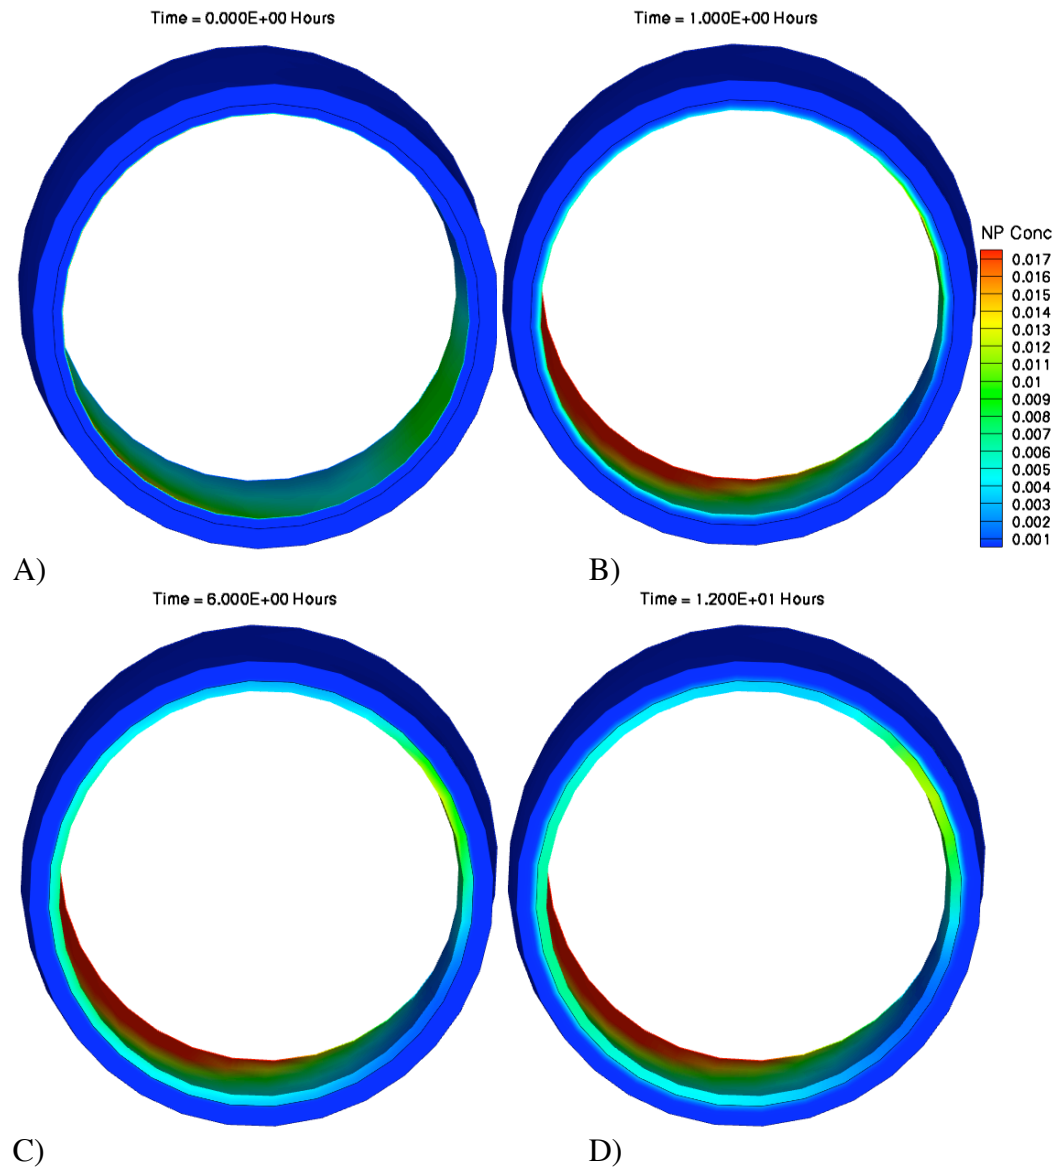 Time = 0.000E+00 Hours
Time = 1.000E+00 Hours
NP Conc
0.017
0.016
0.015
0.014
0.013
0.012
0.011
0.01
0.009
0.008
0.007
0.006
0.005
0.004
0.003
0.002
0.001
A)
B)
Time = 6.000E+00 Hours
Time = 1.200E+01 Hours
C)
D)